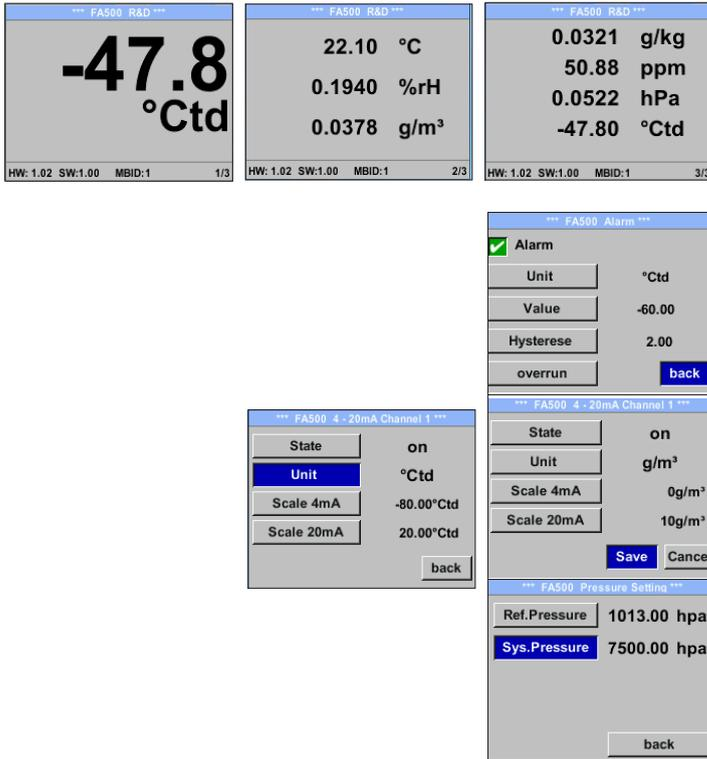 *** FA500 R&D ***
-47.8
°Ctd
HW: 1.02 SW:1.00 MBID:1 1/3
*** FA500 R&D ***
22.10 °C
0.1940 %rH
0.0378 g/m³
HW: 1.02 SW:1.00 MBID:1 2/3
*** FA500 R&D ***
0.0321 g/kg
50.88 ppm
0.0522 hPa
-47.80 °Ctd
HW: 1.02 SW:1.00 MBID:1 3/3
*** FA500 Alarm ***
Alarm
Unit °Ctd
Value -60.00
Hysterese 2.00
overrun back
*** FA500 4 - 20mA Channel 1 ***
State on
Unit °Ctd
Scale 4mA -80.00°Ctd
Scale 20mA 20.00°Ctd
back
*** FA500 4 - 20mA Channel 1 ***
State on
Unit g/m³
Scale 4mA 0g/m³
Scale 20mA 10g/m³
Save Cance
*** FA500 Pressure Setting ***
Ref.Pressure 1013.00 hpa
Sys.Pressure 7500.00 hpa
back